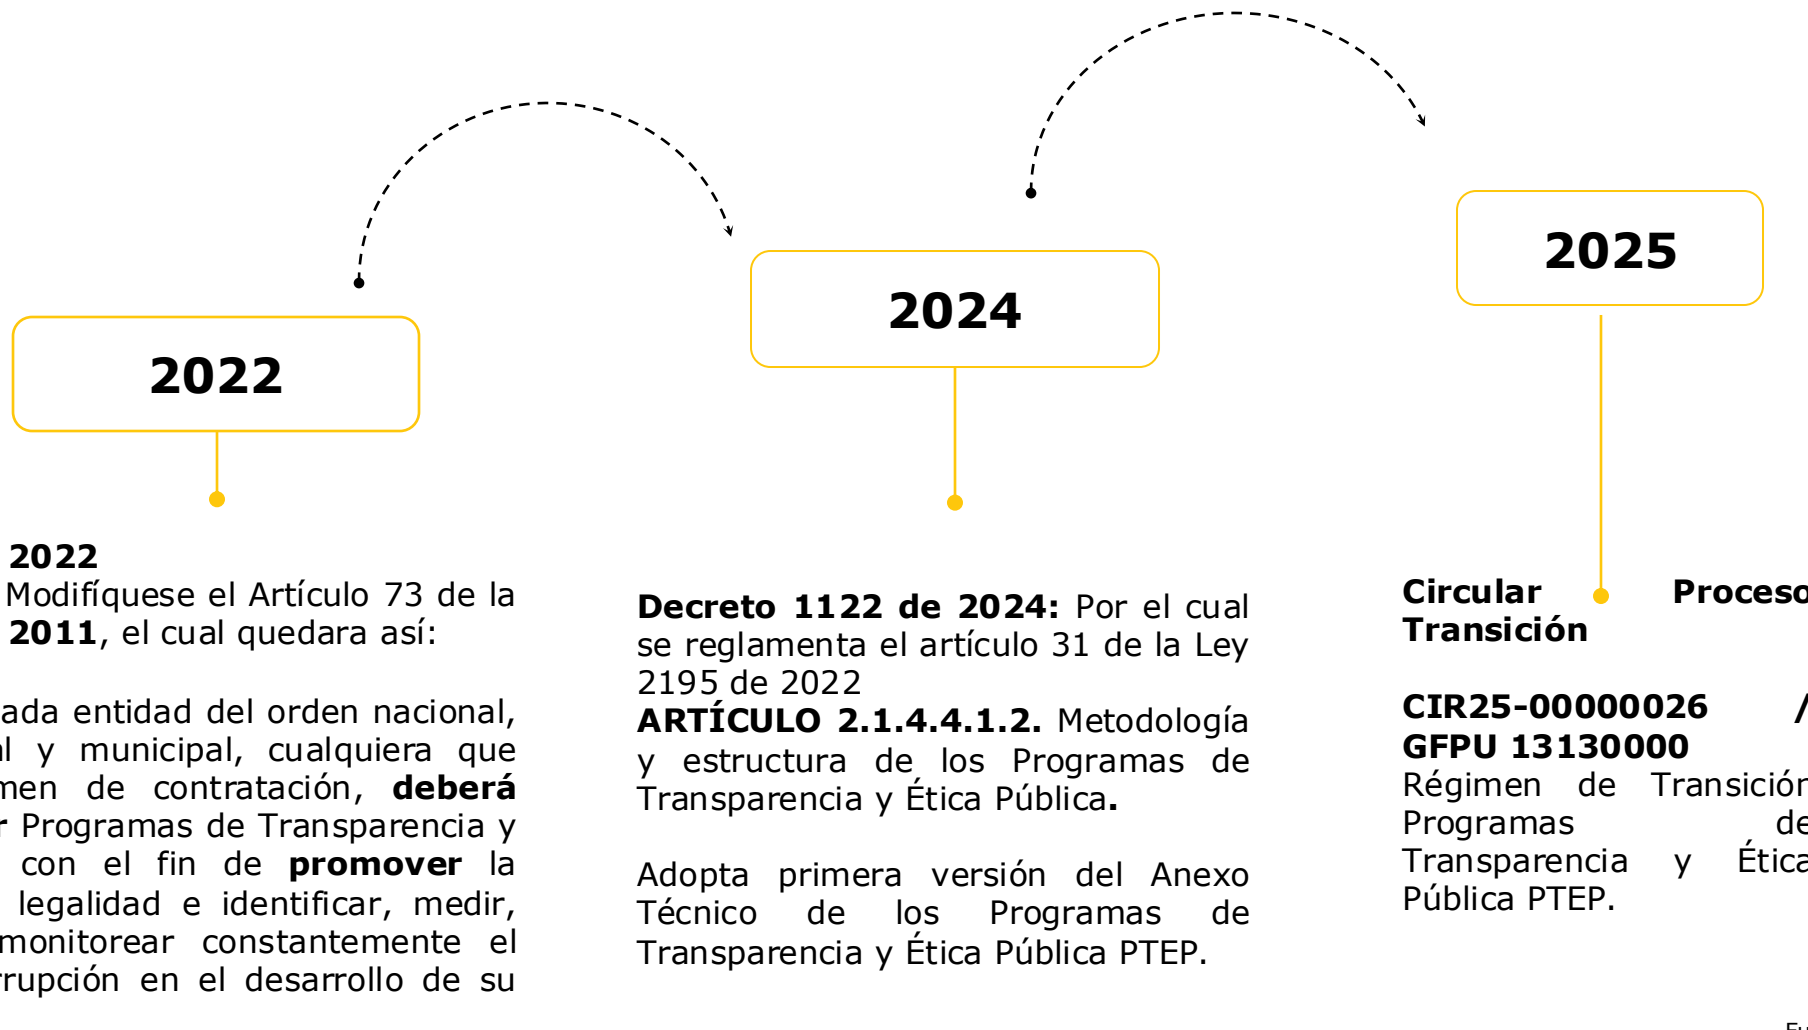 2022
2022
Modifíquese el Artículo 73 de la
2011, el cual quedara así:
entidad del orden nacional,
y municipal, cualquiera que
de contratación, deberá
Programas de Transparencia y
con el fin de promover la
legalidad e identificar, medir,
monitorear constantemente el
en el desarrollo de su
2024
Decreto 1122 de 2024: Por el cual
se reglamenta el artículo 31 de la Ley
2195 de 2022
ARTÍCULO 2.1.4.4.1.2. Metodología
y estructura de los Programas de
Transparencia y Ética Pública.
Adopta primera versión del Anexo
Técnico de los Programas de
Transparencia y Ética Pública PTEP.
2025
Circular Proceso
Transición
CIR25-00000026 /
GFPU 13130000
Régimen de Transición
Programas de
Transparencia y Ética
Pública PTEP.